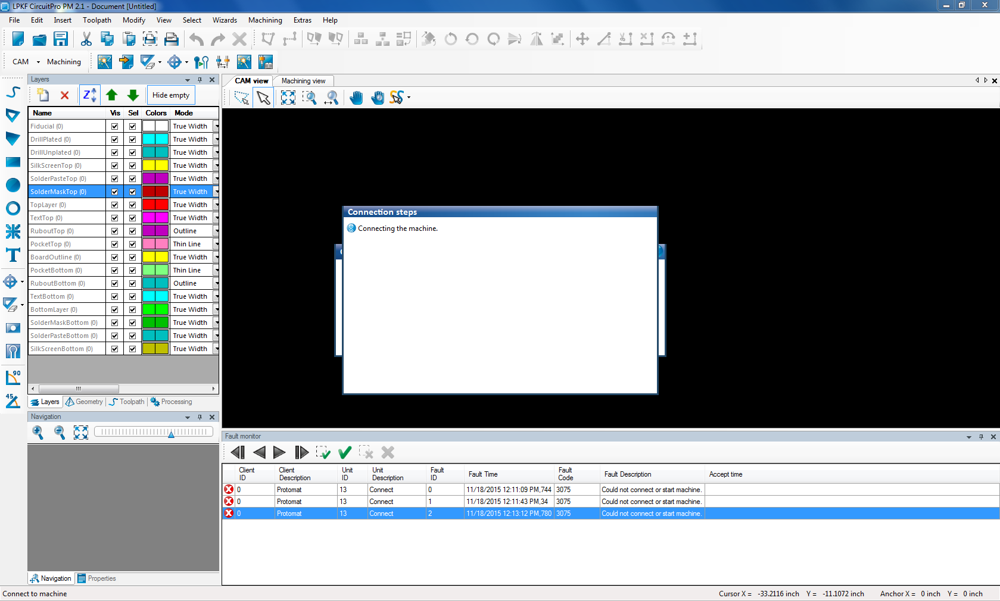 LPKF CircuitPro PM 2.1 - Document [Untitled]
File Edit Insert Toolpath Modify View Select Wizards Machining Extras Help
CAM Machining
Layers
Hide empty
Name Vis Sel Colors Mode
Fiducial (0) True Width
DrillPlated (0) True Width
DrillUnplated (0) True Width
SilkScreenTop (0) True Width
SolderPasteTop (0) True Width
SolderMaskTop (0) True Width
TopLayer (0) True Width
TextTop (0) True Width
RuboutTop (0) Outline
PocketTop (0) Thin Line
BoardOutline (0) True Width
PocketBottom (0) Thin Line
RuboutBottom (0) Outline
TextBottom (0) True Width
BottomLayer (0) True Width
SolderMaskBottom (0) True Width
SolderPasteBottom (0) True Width
SilkScreenBottom (0) True Width
Layers Geometry Toolpath Processing
90
45
Navigation
Navigation Properties
CAM view Machining view
Connection steps
Connecting the machine.
Fault monitor
Client ID Client Description Unit ID Unit Description Fault ID Fault Time Fault Code Fault Description Accept time
0 Protomat 13 Connect 0 11/18/2015 12:11:09 PM,744 3075 Could not connect or start machine.
0 Protomat 13 Connect 1 11/18/2015 12:11:43 PM,34 3075 Could not connect or start machine.
0 Protomat 13 Connect 2 11/18/2015 12:13:12 PM,780 3075 Could not connect or start machine.
Connect to machine Cursor X = -33.2116 inch Y = -11.1072 inch Anchor X = 0 inch Y = 0 inch